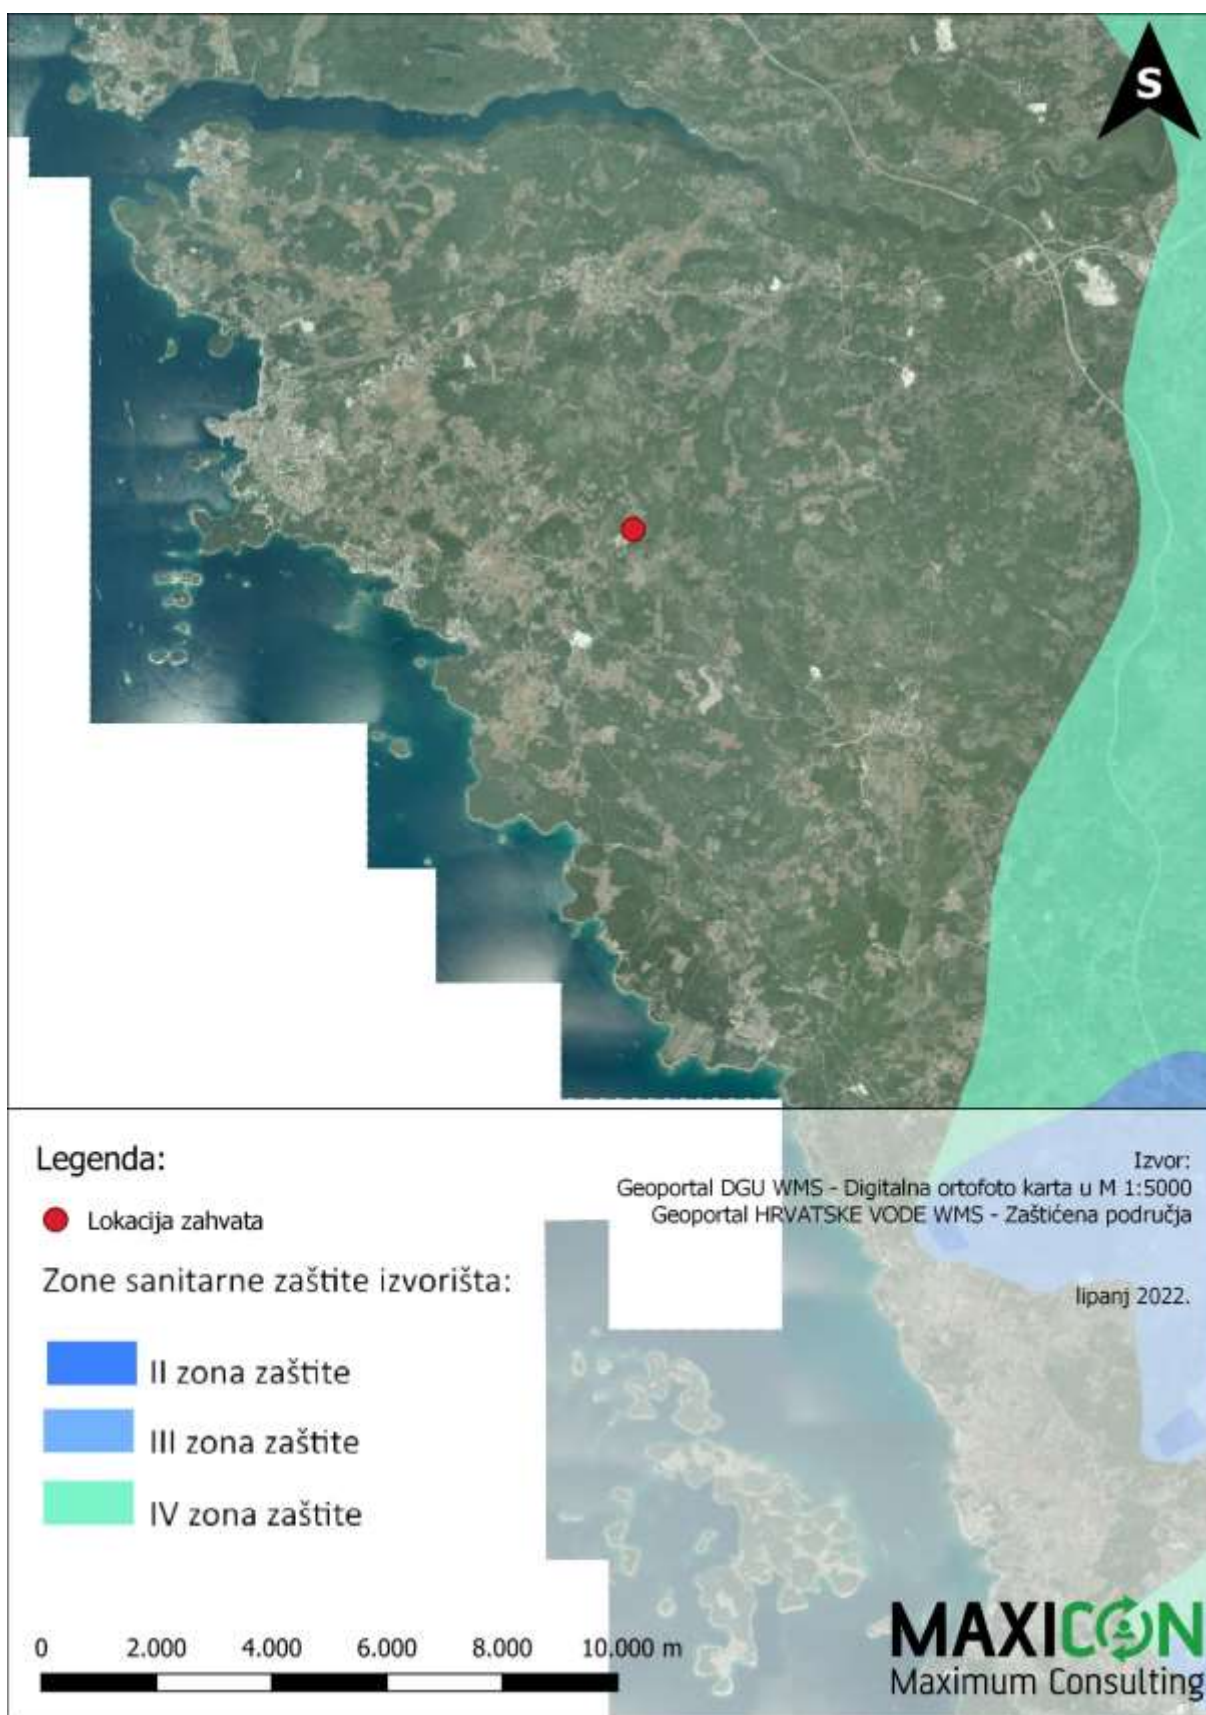 S
Legenda:
Lokacija zahvata
Zone sanitarne zaštite izvorišta:
II zona zaštite
III zona zaštite
IV zona zaštite
0 2.000 4.000 6.000 8.000 10.000 m
Izvor:
Geoportal DGU WMS - Digitalna ortofoto karta u M 1:5000
Geoportal HRVATSKE VODE WMS - Zaštićena područja
lipanj 2022.
MAXICON
Maximum Consulting